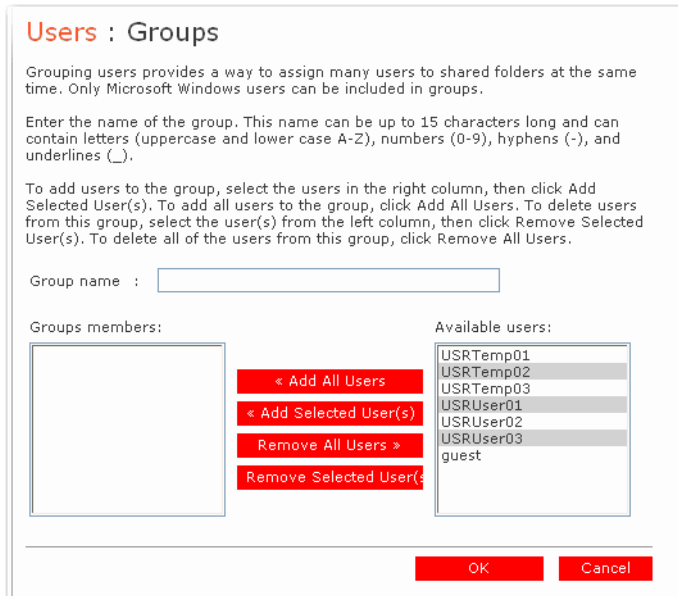 Users : Groups
Grouping users provides a way to assign many users to shared folders at the same
time. Only Microsoft Windows users can be included in groups.
Enter the name of the group. This name can be up to 15 characters long and can
contain letters (uppercase and lower case A-Z), numbers (0-9), hyphens (-), and
underlines (_).
To add users to the group, select the users in the right column, then click Add
Selected User(s). To add all users to the group, click Add All Users. To delete users
from this group, select the user(s) from the left column, then click Remove Selected
User(s). To delete all of the users from this group, click Remove All Users.
Group name :
Groups members:
Available users:
« Add All Users
« Add Selected User(s)
Remove All Users »
Remove Selected User(s
USRTemp01
USRTemp02
USRTemp03
USRUser01
USRUser02
USRUser03
guest
OK
Cancel